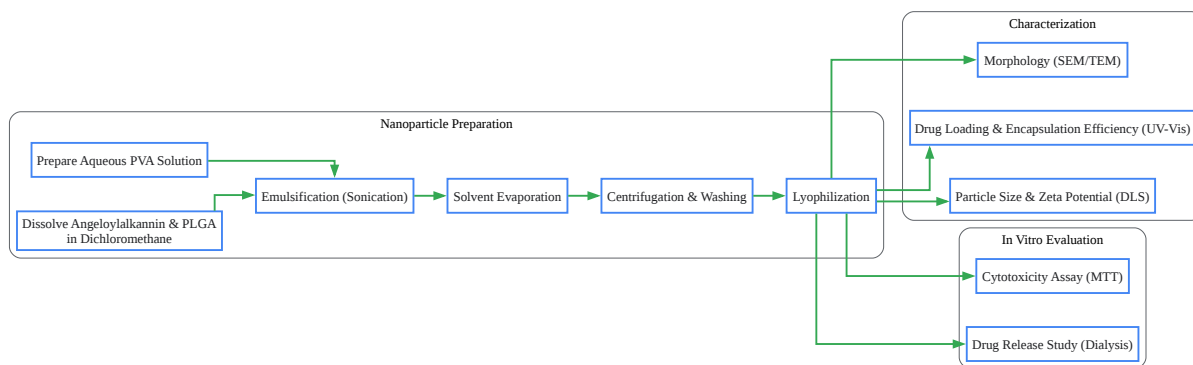 Nanoparticle Preparation
Prepare Aqueous PVA Solution
Dissolve Angeloylalkannin & PLGA
in Dichloromethane
Emulsification (Sonication)
Solvent Evaporation
Centrifugation & Washing
Lyophilization
Characterization
Morphology (SEM/TEM)
Drug Loading & Encapsulation Efficiency (UV-Vis)
Particle Size & Zeta Potential (DLS)
In Vitro Evaluation
Cytotoxicity Assay (MTT)
Drug Release Study (Dialysis)